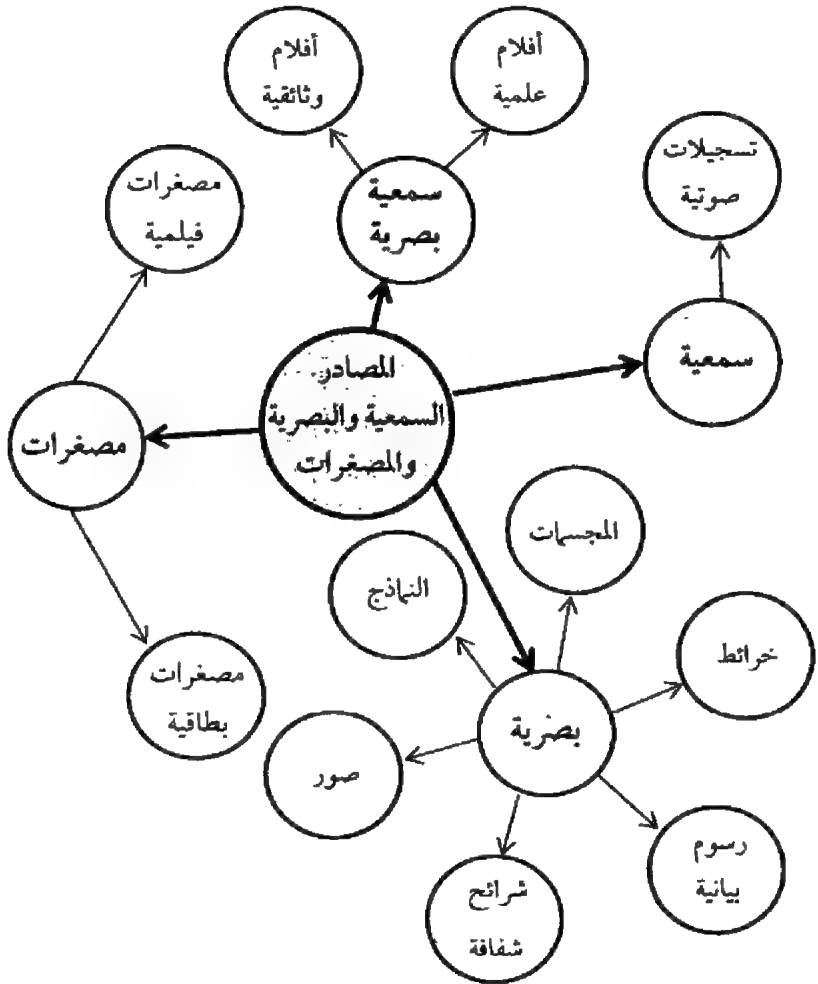 أفلام
وثائقية
أفلام
علمية
تسجيلات
صوتية
مصغرات
فيلمية
سمعية
بصرية
سمعية
المصادر
السمعية والبصرية
والمصغرات
مصغرات
المجسمات
النماذج
خرائط
مصغرات
بطاقية
بصرية
صور
رسوم
بيانية
شرائح
شفافة